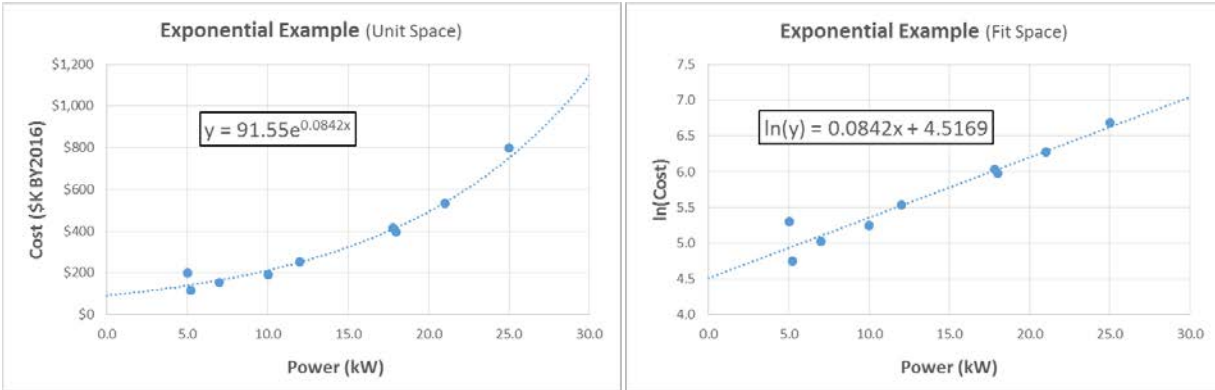 Exponential Example (Unit Space)
$1,200
$1,000
$800
$600
$400
$200
$0
y = 91.55e^0.0842x
Cost ($K BY2016)
0.0 5.0 10.0 15.0 20.0 25.0 30.0
Power (kW)
Exponential Example (Fit Space)
7.5
7.0
6.5
6.0
5.5
5.0
4.5
4.0
ln(y) = 0.0842x + 4.5169
ln(Cost)
0.0 5.0 10.0 15.0 20.0 25.0 30.0
Power (kW)